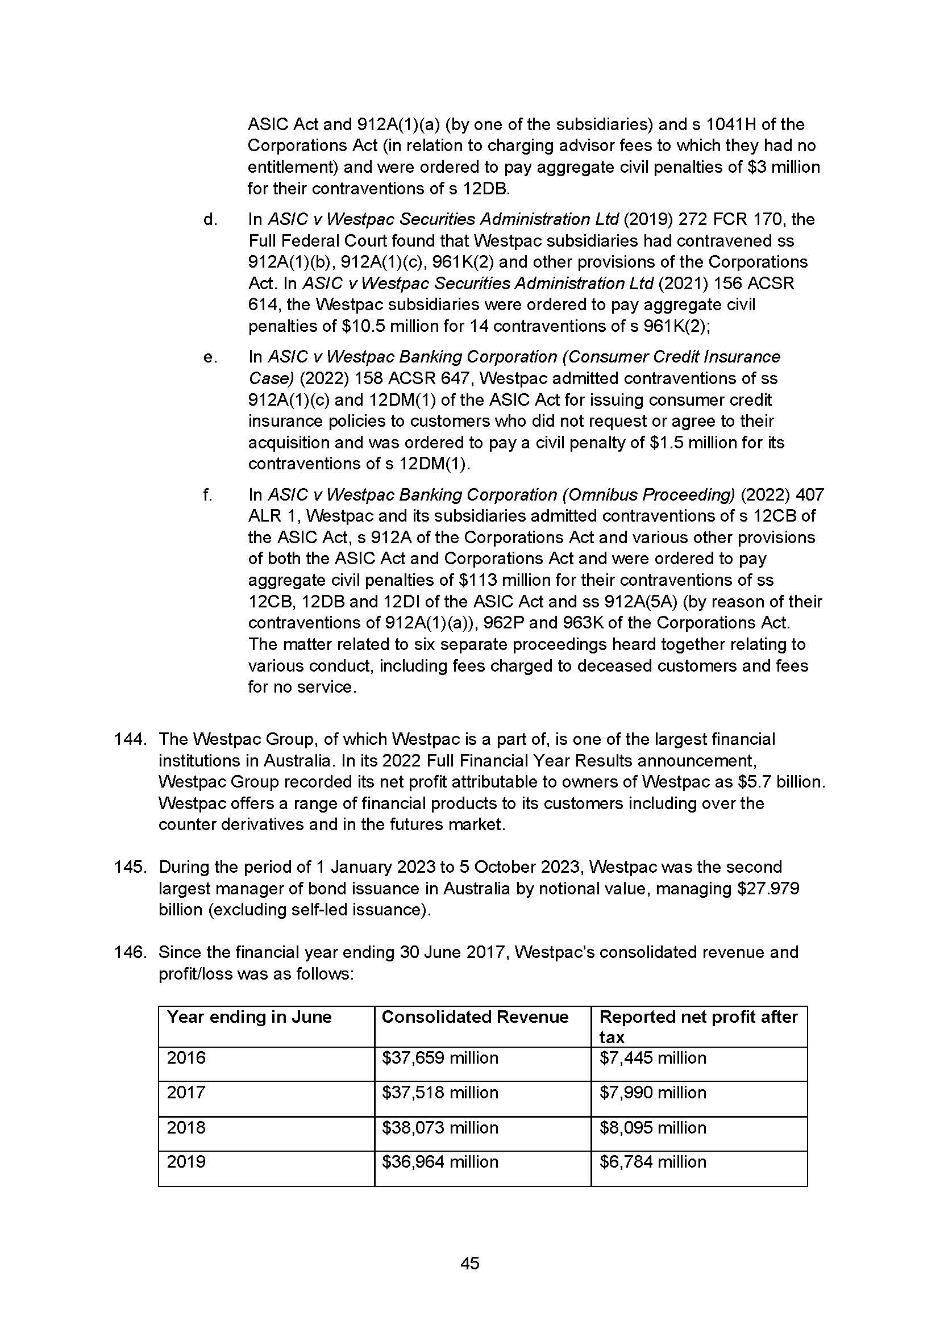 ASIC Act and 912A(1)(a) (by one of the subsidiaries) and s 1041H of the
Corporations Act (in relation to charging advisor fees to which they had no
entitlement) and were ordered to pay aggregate civil penalties of $3 million
for their contraventions of s 12DB.
d. In ASIC v Westpac Securities Administration Ltd (2019) 272 FCR 170, the
Full Federal Court found that Westpac subsidiaries had contravened ss
912A(1)(b), 912A(1)(c), 961K(2) and other provisions of the Corporations
Act. In ASIC v Westpac Securities Administration Ltd (2021) 156 ACSR
614, the Westpac subsidiaries were ordered to pay aggregate civil
penalties of $10.5 million for 14 contraventions of s 961K(2);
e. In ASIC v Westpac Banking Corporation (Consumer Credit Insurance
Case) (2022) 158 ACSR 647, Westpac admitted contraventions of ss
912A(1)(c) and 12DM(1) of the ASIC Act for issuing consumer credit
insurance policies to customers who did not request or agree to their
acquisition and was ordered to pay a civil penalty of $1.5 million for its
contraventions of s 12DM(1).
f. In ASIC v Westpac Banking Corporation (Omnibus Proceeding) (2022) 407
ALR 1, Westpac and its subsidiaries admitted contraventions of s 12CB of
the ASIC Act, s 912A of the Corporations Act and various other provisions
of both the ASIC Act and Corporations Act and were ordered to pay
aggregate civil penalties of $113 million for their contraventions of ss
12CB, 12DB and 12DI of the ASIC Act and ss 912A(5A) (by reason of their
contraventions of 912A(1)(a)), 962P and 963K of the Corporations Act.
The matter related to six separate proceedings heard together relating to
various conduct, including fees charged to deceased customers and fees
for no service.
144. The Westpac Group, of which Westpac is a part of, is one of the largest financial
institutions in Australia. In its 2022 Full Financial Year Results announcement,
Westpac Group recorded its net profit attributable to owners of Westpac as $5.7 billion.
Westpac offers a range of financial products to its customers including over the
counter derivatives and in the futures market.
145. During the period of 1 January 2023 to 5 October 2023, Westpac was the second
largest manager of bond issuance in Australia by notional value, managing $27.979
billion (excluding self-led issuance).
146. Since the financial year ending 30 June 2017, Westpac's consolidated revenue and
profit/loss was as follows:
Year ending in June Consolidated Revenue Reported net profit after
tax
2016 $37,659 million $7,445 million
2017 $37,518 million $7,990 million
2018 $38,073 million $8,095 million
2019 $36,964 million $6,784 million
45